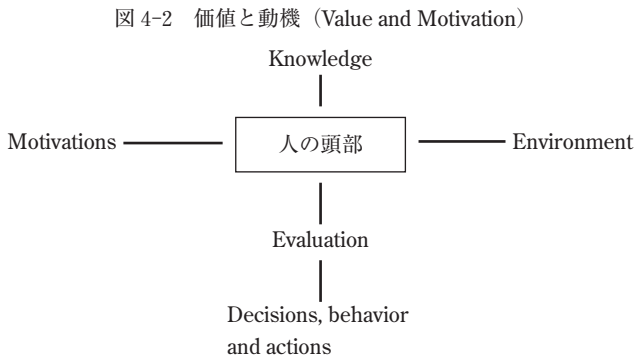 図 4-2　価値と動機（Value and Motivation）
Knowledge
Motivations
人の頭部
Environment
Evaluation
Decisions, behavior
and actions